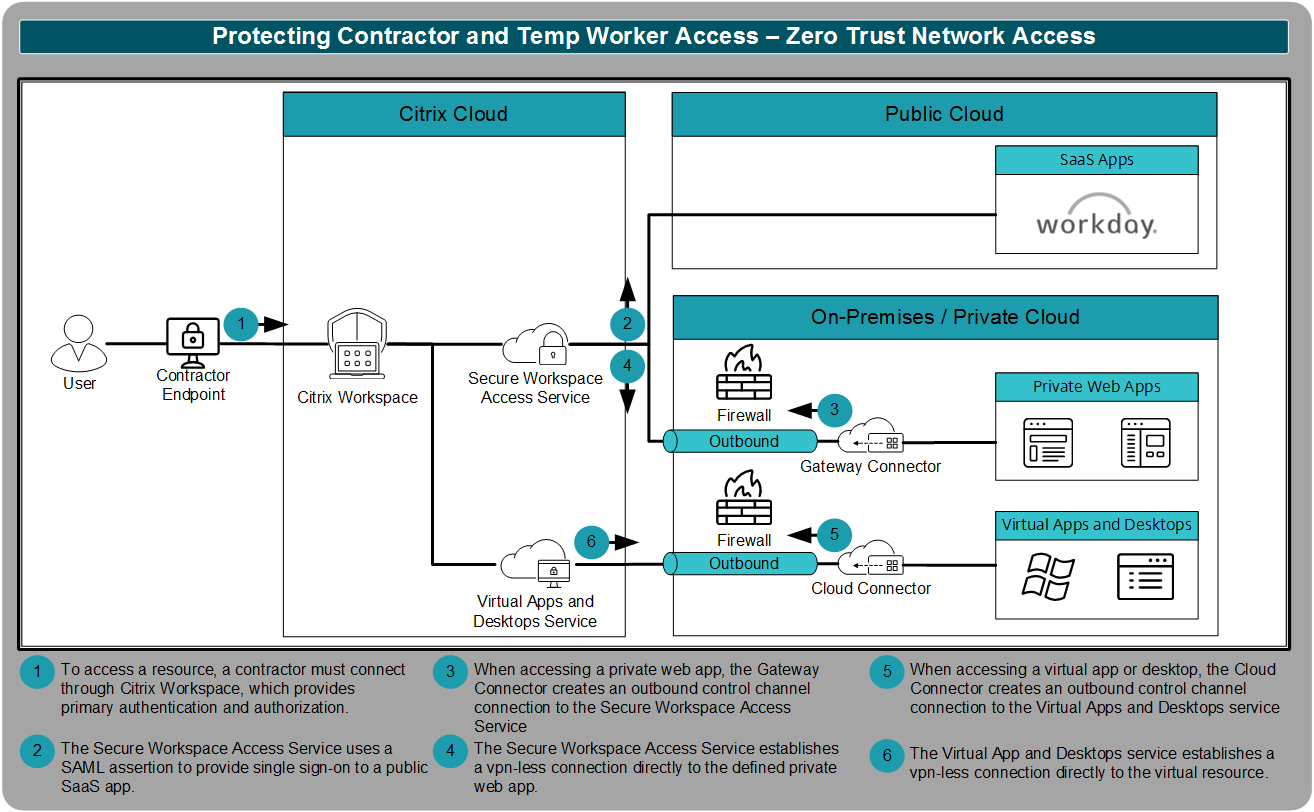 Protecting Contractor and Temp Worker Access – Zero Trust Network Access
Citrix Cloud
Public Cloud
SaaS Apps
workday.
On-Premises / Private Cloud
1
2
User
Contractor
Endpoint
Citrix Workspace
Secure Workspace
Access Service
4
Firewall
3
Private Web Apps
Outbound
Gateway Connector
6
Firewall
5
Virtual Apps and Desktops
Outbound
Cloud Connector
Virtual Apps and
Desktops Service
1
To access a resource, a contractor must connect
through Citrix Workspace, which provides
primary authentication and authorization.
2
The Secure Workspace Access Service uses a
SAML assertion to provide single sign-on to a public
SaaS app.
3
When accessing a private web app, the Gateway
Connector creates an outbound control channel
connection to the Secure Workspace Access
Service
4
The Secure Workspace Access Service establishes
a vpn-less connection directly to the defined private
web app.
5
When accessing a virtual app or desktop, the Cloud
Connector creates an outbound control channel
connection to the Virtual Apps and Desktops service
6
The Virtual App and Desktops service establishes a
vpn-less connection directly to the virtual resource.